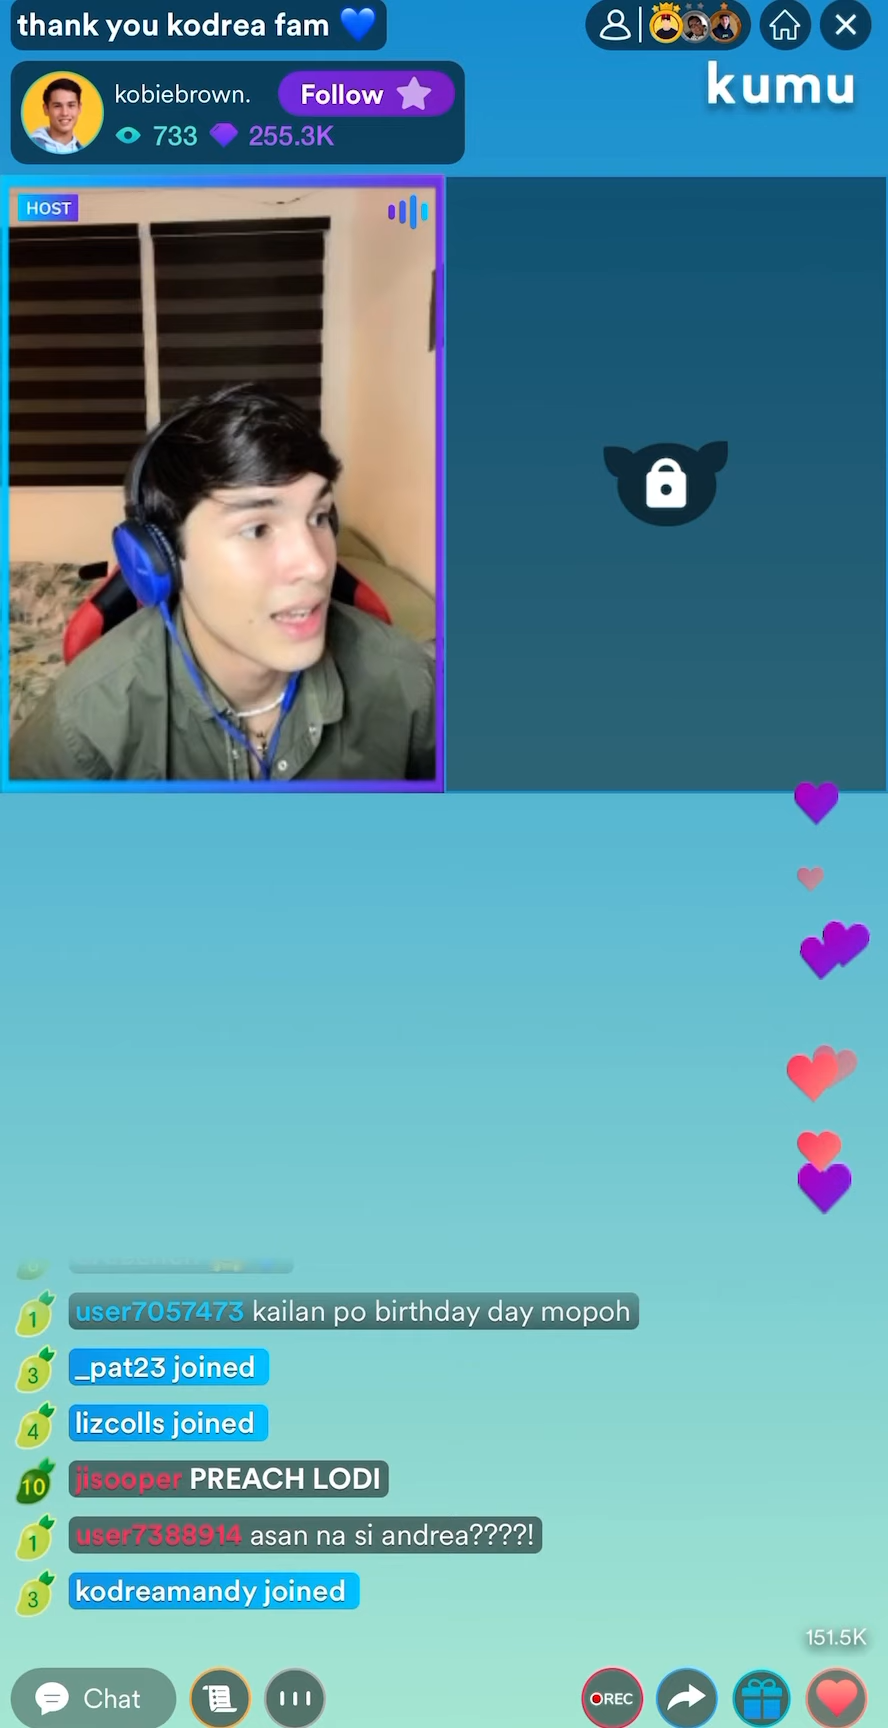 thank you kodrea fam 💙
kobiebrown. Follow
733 255.3K
kumu
HOST
1 user7057473 kailan po birthday day mopoh
3 _pat23 joined
4 lizcolls joined
10 jisooper PREACH LODI
1 user7388914 asan na si andrea????!
3 kodreamandy joined
151.5K
Chat
REC